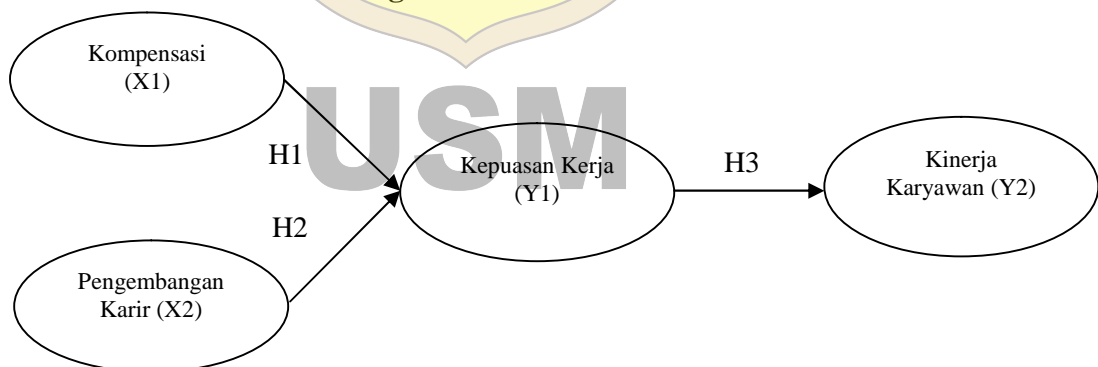 Kompensasi
(X1)
H1
USM
Kepuasan Kerja
(Y1)
H3
Kinerja
Karyawan (Y2)
H2
Pengembangan
Karir (X2)